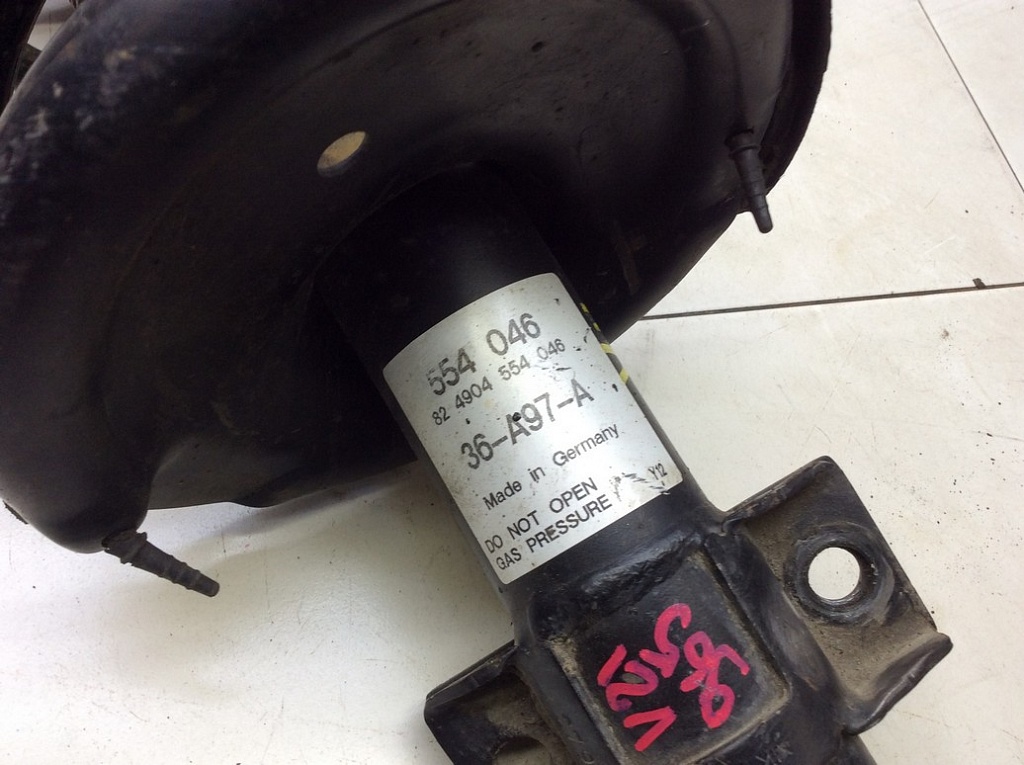 554 046
82 4904 554 046
36-A97-A
Made in Germany
DO NOT OPEN
GAS PRESSURE ! Y12